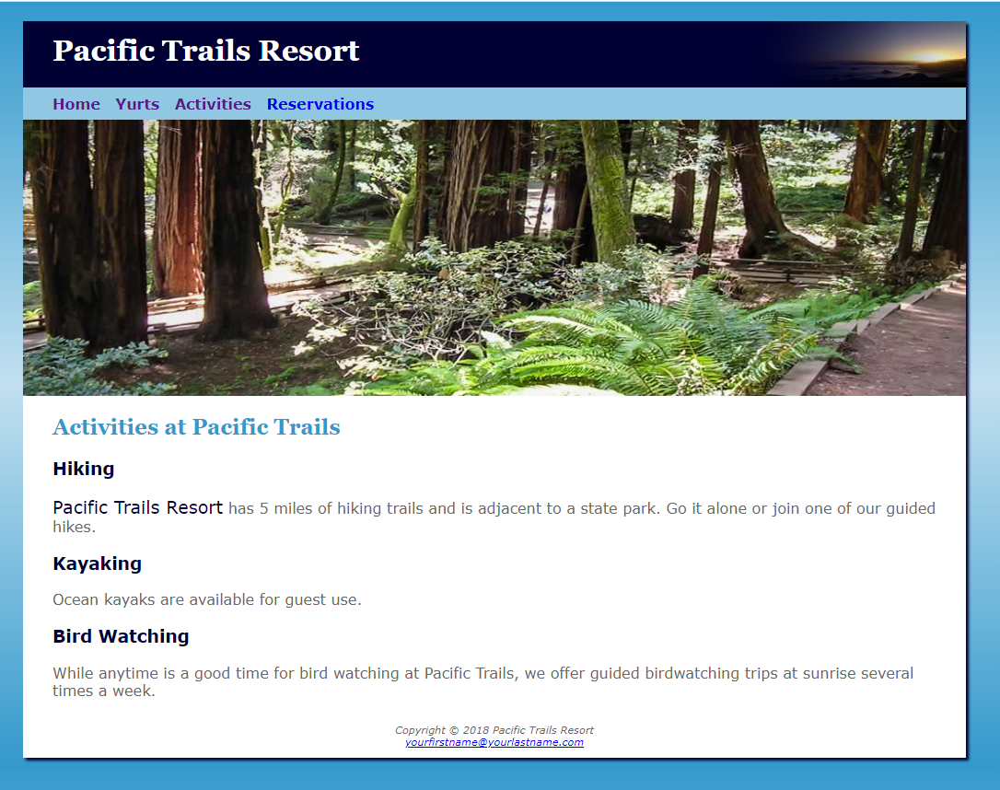 Pacific Trails Resort
Home Yurts Activities Reservations
Activities at Pacific Trails
Hiking
Pacific Trails Resort has 5 miles of hiking trails and is adjacent to a state park. Go it alone or join one of our guided
hikes.
Kayaking
Ocean kayaks are available for guest use.
Bird Watching
While anytime is a good time for bird watching at Pacific Trails, we offer guided birdwatching trips at sunrise several
times a week.
Copyright © 2018 Pacific Trails Resort
yourfirstname@yourlastname.com